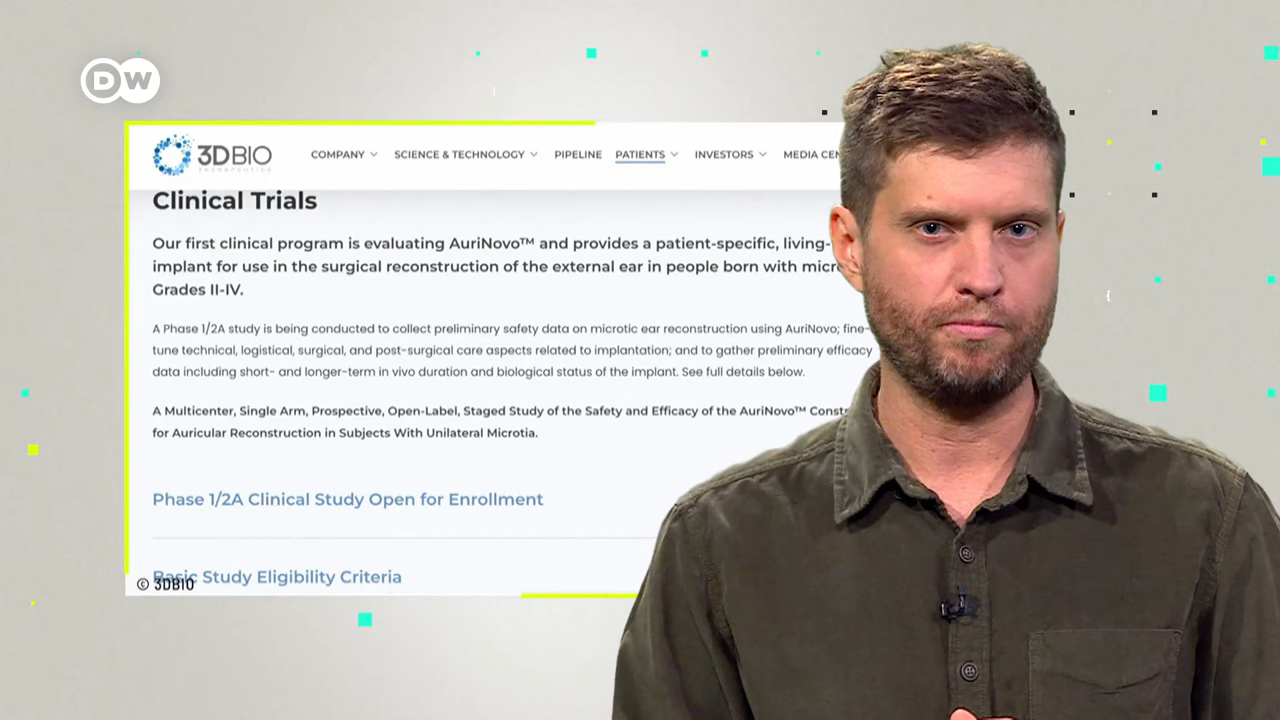 DW
3DBIO
THERAPEUTICS
COMPANY SCIENCE & TECHNOLOGY PIPELINE PATIENTS INVESTORS MEDIA
Clinical Trials
Our first clinical program is evaluating AuriNovo™ and provides a patient-specific, living-
implant for use in the surgical reconstruction of the external ear in people born with
Grades II-IV.
A Phase 1/2A study is being conducted to collect preliminary safety data on microtic ear reconstruction using AuriNovo; fine-
tune technical, logistical, surgical, and post-surgical care aspects related to implantation; and to gather preliminary efficacy
data including short- and longer-term in vivo duration and biological status of the implant. See full details below.
A Multicenter, Single Arm, Prospective, Open-Label, Staged Study of the Safety and Efficacy of the AuriNovo™
for Auricular Reconstruction in Subjects With Unilateral Microtia.
Phase 1/2A Clinical Study Open for Enrollment
Basic Study Eligibility Criteria
© 3DBIO